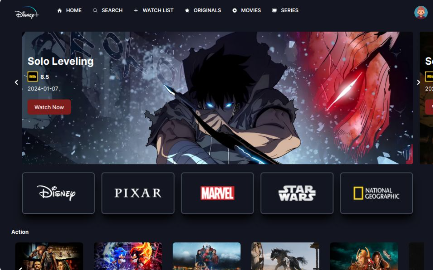 Disney+
HOME
SEARCH
WATCH LIST
ORIGINALS
MOVIES
SERIES
Solo Leveling
8.5
2024-01-07.
Watch Now
Disney
PIXAR
MARVEL
STAR
WARS
NATIONAL
GEOGRAPHIC
Action